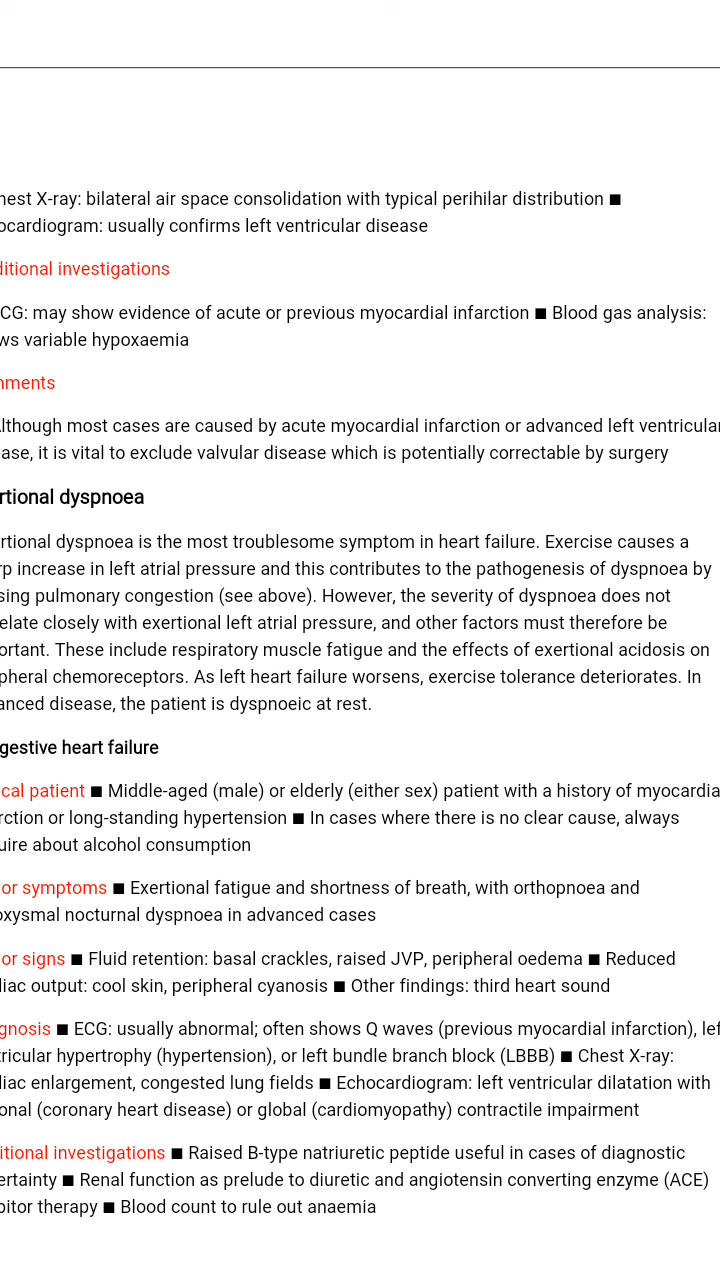 hest X-ray: bilateral air space consolidation with typical perihilar distribution ■
ocardiogram: usually confirms left ventricular disease
ditional investigations
CG: may show evidence of acute or previous myocardial infarction ■ Blood gas analysis:
ws variable hypoxaemia
mments
lthough most cases are caused by acute myocardial infarction or advanced left ventricular
ase, it is vital to exclude valvular disease which is potentially correctable by surgery
rtional dyspnoea
rtional dyspnoea is the most troublesome symptom in heart failure. Exercise causes a
rp increase in left atrial pressure and this contributes to the pathogenesis of dyspnoea by
sing pulmonary congestion (see above). However, the severity of dyspnoea does not
elate closely with exertional left atrial pressure, and other factors must therefore be
ortant. These include respiratory muscle fatigue and the effects of exertional acidosis on
pheral chemoreceptors. As left heart failure worsens, exercise tolerance deteriorates. In
anced disease, the patient is dyspnoeic at rest.
gestive heart failure
ical patient ■ Middle-aged (male) or elderly (either sex) patient with a history of myocardia
rction or long-standing hypertension ■ In cases where there is no clear cause, always
uire about alcohol consumption
or symptoms ■ Exertional fatigue and shortness of breath, with orthopnoea and
oxysmal nocturnal dyspnoea in advanced cases
or signs ■ Fluid retention: basal crackles, raised JVP, peripheral oedema ■ Reduced
diac output: cool skin, peripheral cyanosis ■ Other findings: third heart sound
gnosis ■ ECG: usually abnormal; often shows Q waves (previous myocardial infarction), lef
tricular hypertrophy (hypertension), or left bundle branch block (LBBB) ■ Chest X-ray:
diac enlargement, congested lung fields ■ Echocardiogram: left ventricular dilatation with
onal (coronary heart disease) or global (cardiomyopathy) contractile impairment
itional investigations ■ Raised B-type natriuretic peptide useful in cases of diagnostic
ertainty ■ Renal function as prelude to diuretic and angiotensin converting enzyme (ACE)
bitor therapy ■ Blood count to rule out anaemia